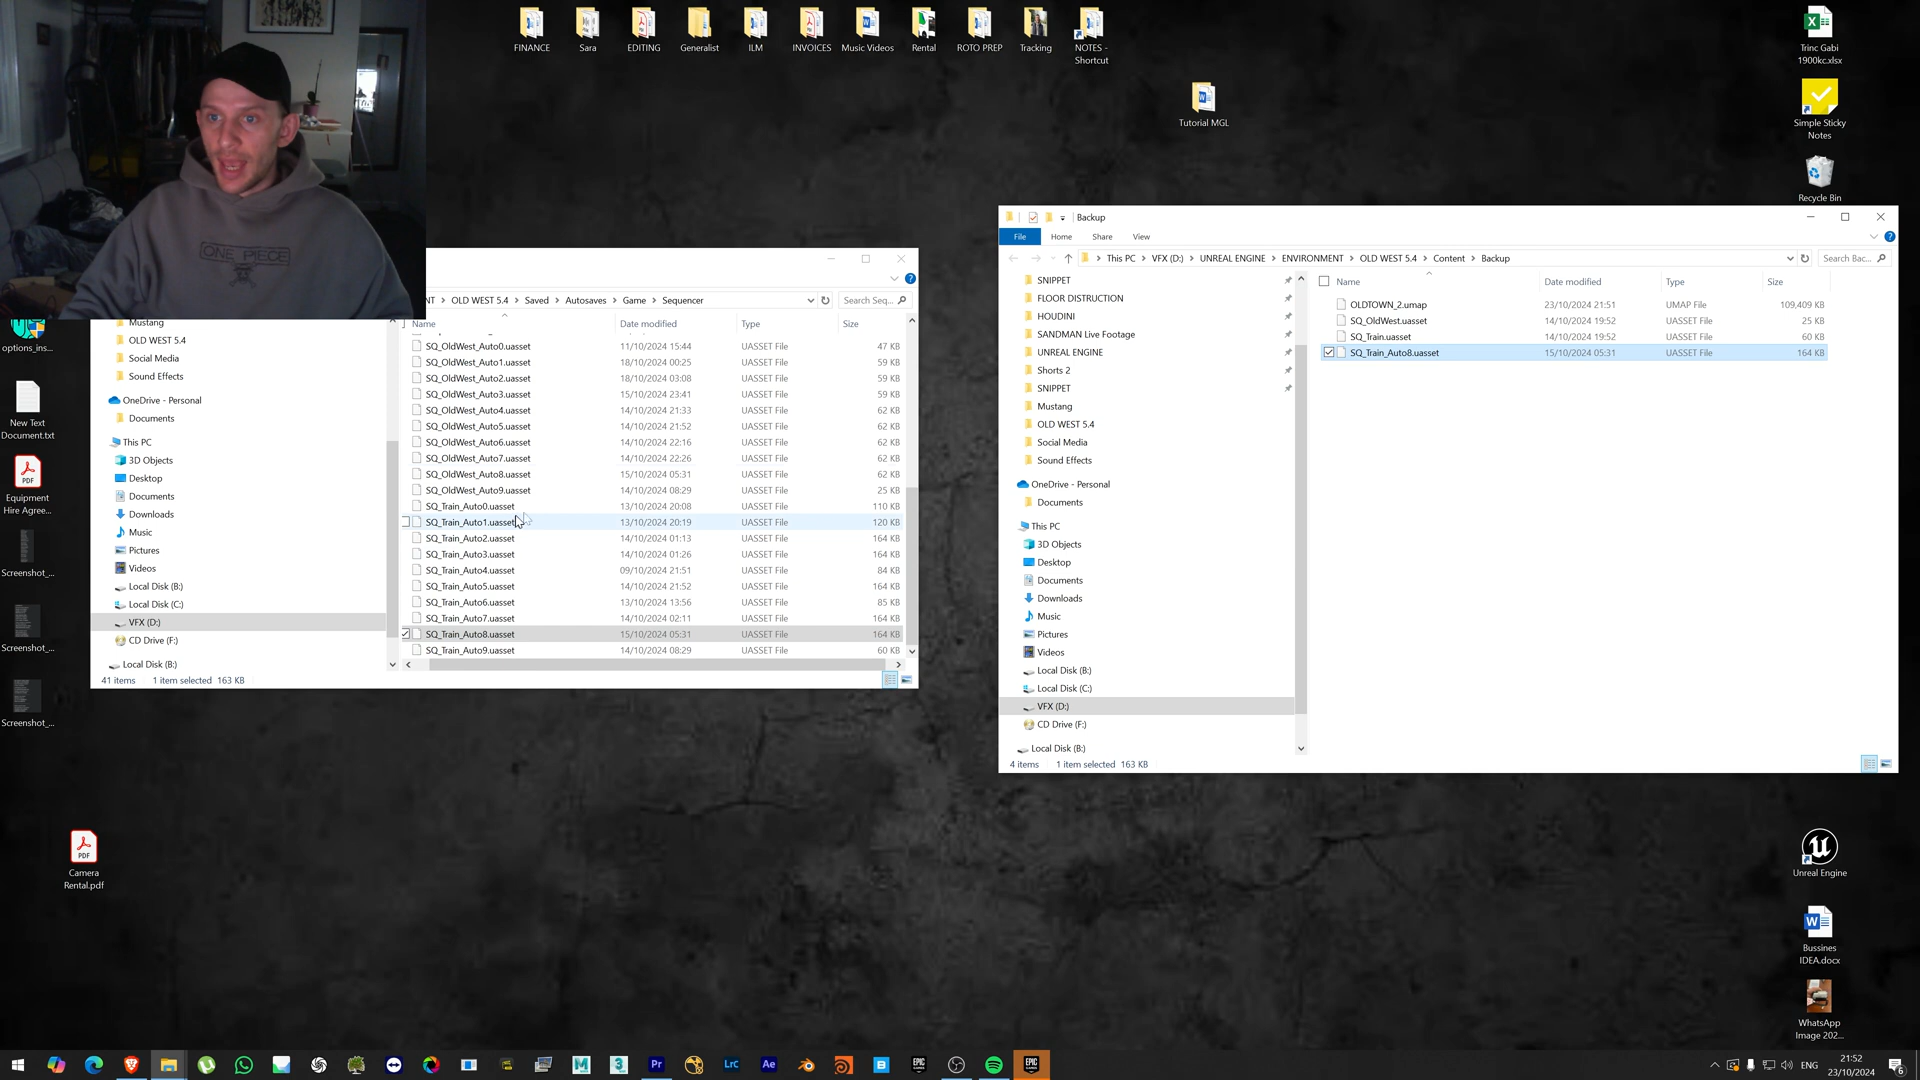 FINANCE
Sara
EDITING
Generalist
ILM
INVOICES
Music Videos
Rental
ROTO PREP
Tracking
NOTES - Shortcut
Tutorial MGL
Trinc Gabi
1900kc.xlsx
Simple Sticky
Notes
Recycle Bin
ONE PIECE
options_ins...
New Text
Document.txt
PDF
Equipment
Hire Agree...
Screenshot_...
Screenshot_...
Screenshot_...
PDF
Camera
Rental.pdf
NT > OLD WEST 5.4 > Saved > Autosaves > Game > Sequencer
Search Seq...
Mustang
OLD WEST 5.4
Social Media
Sound Effects
OneDrive - Personal
Documents
This PC
3D Objects
Desktop
Documents
Downloads
Music
Pictures
Videos
Local Disk (B:)
Local Disk (C:)
VFX (D:)
CD Drive (F:)
Local Disk (B:)
Name Date modified Type Size
SQ_OldWest_Auto0.uasset 11/10/2024 15:44 UASSET File 47 KB
SQ_OldWest_Auto1.uasset 18/10/2024 00:25 UASSET File 59 KB
SQ_OldWest_Auto2.uasset 18/10/2024 03:08 UASSET File 59 KB
SQ_OldWest_Auto3.uasset 15/10/2024 23:41 UASSET File 59 KB
SQ_OldWest_Auto4.uasset 14/10/2024 21:33 UASSET File 62 KB
SQ_OldWest_Auto5.uasset 14/10/2024 21:52 UASSET File 62 KB
SQ_OldWest_Auto6.uasset 14/10/2024 22:16 UASSET File 62 KB
SQ_OldWest_Auto7.uasset 14/10/2024 22:26 UASSET File 62 KB
SQ_OldWest_Auto8.uasset 15/10/2024 05:31 UASSET File 62 KB
SQ_OldWest_Auto9.uasset 14/10/2024 08:29 UASSET File 25 KB
SQ_Train_Auto0.uasset 13/10/2024 20:08 UASSET File 110 KB
SQ_Train_Auto1.uasset 13/10/2024 20:19 UASSET File 120 KB
SQ_Train_Auto2.uasset 14/10/2024 01:13 UASSET File 164 KB
SQ_Train_Auto3.uasset 14/10/2024 01:26 UASSET File 164 KB
SQ_Train_Auto4.uasset 09/10/2024 21:51 UASSET File 84 KB
SQ_Train_Auto5.uasset 14/10/2024 21:52 UASSET File 164 KB
SQ_Train_Auto6.uasset 13/10/2024 13:56 UASSET File 85 KB
SQ_Train_Auto7.uasset 14/10/2024 02:11 UASSET File 164 KB
SQ_Train_Auto8.uasset 15/10/2024 05:31 UASSET File 164 KB
SQ_Train_Auto9.uasset 14/10/2024 08:29 UASSET File 60 KB
41 items 1 item selected 163 KB
Backup
File Home Share View
This PC > VFX (D:) > UNREAL ENGINE > ENVIRONMENT > OLD WEST 5.4 > Content > Backup
Search Bac...
SNIPPET
FLOOR DISTRUCTION
HOUDINI
SANDMAN Live Footage
UNREAL ENGINE
Shorts 2
SNIPPET
Mustang
OLD WEST 5.4
Social Media
Sound Effects
OneDrive - Personal
Documents
This PC
3D Objects
Desktop
Documents
Downloads
Music
Pictures
Videos
Local Disk (B:)
Local Disk (C:)
VFX (D:)
CD Drive (F:)
Local Disk (B:)
Name Date modified Type Size
OLDTOWN_2.umap 23/10/2024 21:51 UMAP File 109,409 KB
SQ_OldWest.uasset 14/10/2024 19:52 UASSET File 25 KB
SQ_Train.uasset 14/10/2024 19:52 UASSET File 60 KB
SQ_Train_Auto8.uasset 15/10/2024 05:31 UASSET File 164 KB
4 items 1 item selected 163 KB
Unreal Engine
Bussines
IDEA.docx
WhatsApp
Image 202...
M 3 Pr LrC Ae B EPIC GAMES EPIC GAMES
ENG
21:52
23/10/2024
6